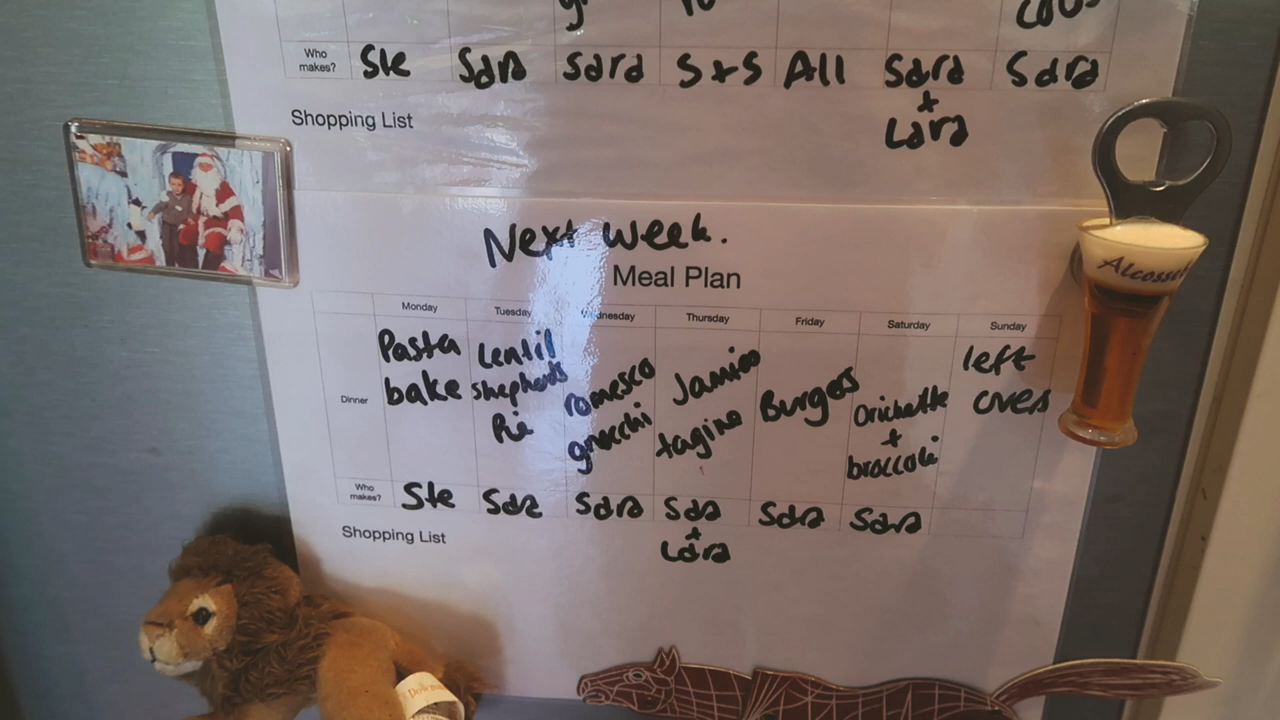 Who makes? Ste Sara Sara S+S All Sara + Lara Sara
Shopping List
Next week.
Meal Plan
Monday Tuesday Wednesday Thursday Friday Saturday Sunday
Dinner
Pasta bake
Lentil Shepherds Pie
romesco gnocchi
Jamies tagine
Burgers
Orichette + broccoli
left overs
Who makes? Ste Sara Sara Sara + Lara Sara Sara
Shopping List